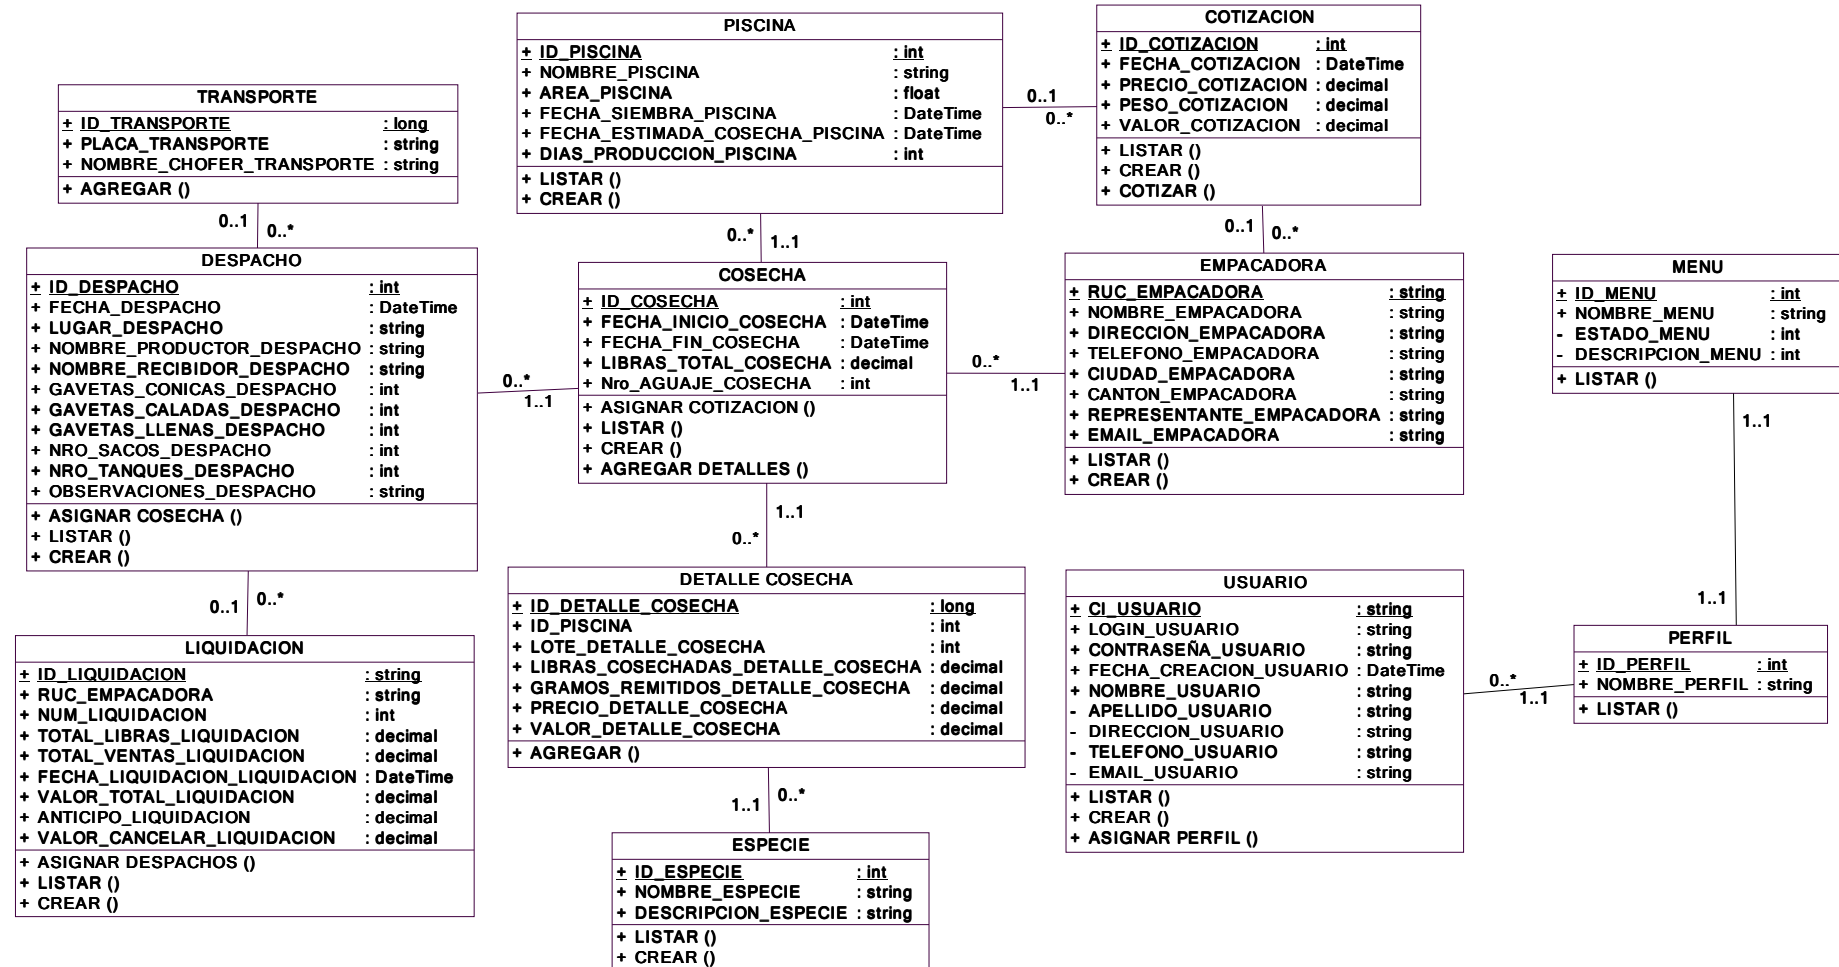 TRANSPORTE
+ ID_TRANSPORTE : long
+ PLACA_TRANSPORTE : string
+ NOMBRE_CHOFER_TRANSPORTE : string
+ AGREGAR ()
0..1
0..*
DESPACHO
+ ID_DESPACHO : int
+ FECHA_DESPACHO : DateTime
+ LUGAR_DESPACHO : string
+ NOMBRE_PRODUCTOR_DESPACHO : string
+ NOMBRE_RECIBIDOR_DESPACHO : string
+ GAVETAS_CONICAS_DESPACHO : int
+ GAVETAS_CALADAS_DESPACHO : int
+ GAVETAS_LLENAS_DESPACHO : int
+ NRO_SACOS_DESPACHO : int
+ NRO_TANQUES_DESPACHO : int
+ OBSERVACIONES_DESPACHO : string
+ ASIGNAR COSECHA ()
+ LISTAR ()
+ CREAR ()
0..1
0..*
LIQUIDACION
+ ID_LIQUIDACION : string
+ RUC_EMPACADORA : string
+ NUM_LIQUIDACION : int
+ TOTAL_LIBRAS_LIQUIDACION : decimal
+ TOTAL_VENTAS_LIQUIDACION : decimal
+ FECHA_LIQUIDACION_LIQUIDACION : DateTime
+ VALOR_TOTAL_LIQUIDACION : decimal
+ ANTICIPO_LIQUIDACION : decimal
+ VALOR_CANCELAR_LIQUIDACION : decimal
+ ASIGNAR DESPACHOS ()
+ LISTAR ()
+ CREAR ()
PISCINA
+ ID_PISCINA : int
+ NOMBRE_PISCINA : string
+ AREA_PISCINA : float
+ FECHA_SIEMBRA_PISCINA : DateTime
+ FECHA_ESTIMADA_COSECHA_PISCINA : DateTime
+ DIAS_PRODUCCION_PISCINA : int
+ LISTAR ()
+ CREAR ()
0..1
0..*
0..*
1..1
COSECHA
+ ID_COSECHA : int
+ FECHA_INICIO_COSECHA : DateTime
+ FECHA_FIN_COSECHA : DateTime
+ LIBRAS_TOTAL_COSECHA : decimal
+ Nro_AGUAJE_COSECHA : int
+ ASIGNAR COTIZACION ()
+ LISTAR ()
+ CREAR ()
+ AGREGAR DETALLES ()
0..*
1..1
0..*
1..1
1..1
0..*
DETALLE COSECHA
+ ID_DETALLE_COSECHA : long
+ ID_PISCINA : int
+ LOTE_DETALLE_COSECHA : int
+ LIBRAS_COSECHADAS_DETALLE_COSECHA : decimal
+ GRAMOS_REMITIDOS_DETALLE_COSECHA : decimal
+ PRECIO_DETALLE_COSECHA : decimal
+ VALOR_DETALLE_COSECHA : decimal
+ AGREGAR ()
1..1
0..*
ESPECIE
+ ID_ESPECIE : int
+ NOMBRE_ESPECIE : string
+ DESCRIPCION_ESPECIE : string
+ LISTAR ()
+ CREAR ()
COTIZACION
+ ID_COTIZACION : int
+ FECHA_COTIZACION : DateTime
+ PRECIO_COTIZACION : decimal
+ PESO_COTIZACION : decimal
+ VALOR_COTIZACION : decimal
+ LISTAR ()
+ CREAR ()
+ COTIZAR ()
0..1
0..*
EMPACADORA
+ RUC_EMPACADORA : string
+ NOMBRE_EMPACADORA : string
+ DIRECCION_EMPACADORA : string
+ TELEFONO_EMPACADORA : string
+ CIUDAD_EMPACADORA : string
+ CANTON_EMPACADORA : string
+ REPRESENTANTE_EMPACADORA : string
+ EMAIL_EMPACADORA : string
+ LISTAR ()
+ CREAR ()
USUARIO
+ CI_USUARIO : string
+ LOGIN_USUARIO : string
+ CONTRASEÑA_USUARIO : string
+ FECHA_CREACION_USUARIO : DateTime
+ NOMBRE_USUARIO : string
- APELLIDO_USUARIO : string
- DIRECCION_USUARIO : string
- TELEFONO_USUARIO : string
- EMAIL_USUARIO : string
+ LISTAR ()
+ CREAR ()
+ ASIGNAR PERFIL ()
0..*
1..1
MENU
+ ID_MENU : int
+ NOMBRE_MENU : string
- ESTADO_MENU : int
- DESCRIPCION_MENU : int
+ LISTAR ()
1..1
1..1
PERFIL
+ ID_PERFIL : int
+ NOMBRE_PERFIL : string
+ LISTAR ()